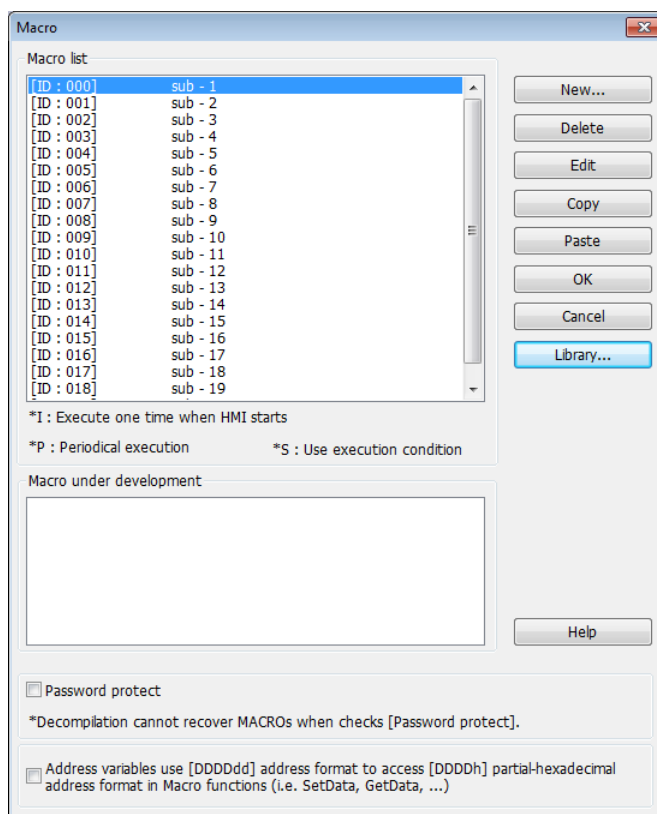 Macro
Macro list
[ID : 000] sub - 1
[ID : 001] sub - 2
[ID : 002] sub - 3
[ID : 003] sub - 4
[ID : 004] sub - 5
[ID : 005] sub - 6
[ID : 006] sub - 7
[ID : 007] sub - 8
[ID : 008] sub - 9
[ID : 009] sub - 10
[ID : 010] sub - 11
[ID : 011] sub - 12
[ID : 012] sub - 13
[ID : 013] sub - 14
[ID : 014] sub - 15
[ID : 015] sub - 16
[ID : 016] sub - 17
[ID : 017] sub - 18
[ID : 018] sub - 19
*I : Execute one time when HMI starts
*P : Periodical execution *S : Use execution condition
New...
Delete
Edit
Copy
Paste
OK
Cancel
Library...
Macro under development
Help
Password protect
*Decompilation cannot recover MACROs when checks [Password protect].
Address variables use [DDDDdd] address format to access [DDDDh] partial-hexadecimal
address format in Macro functions (i.e. SetData, GetData, ...)